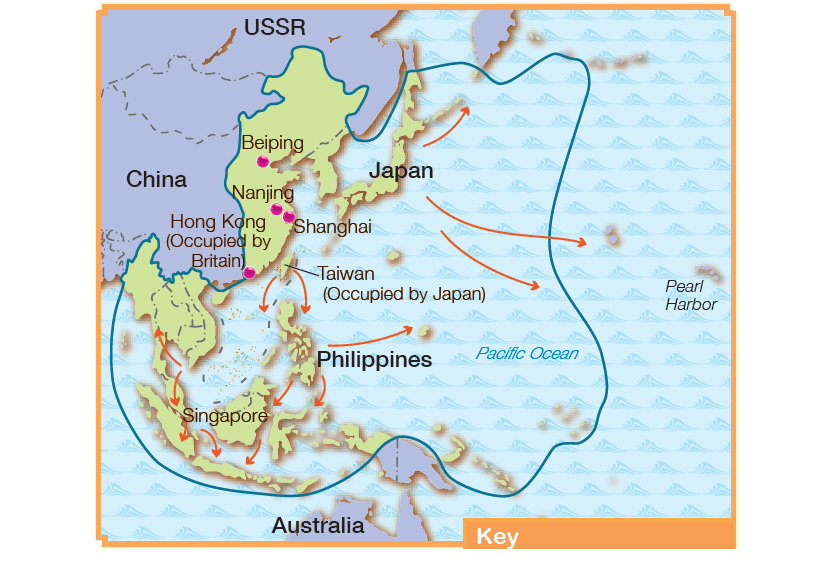 USSR
Beiping
Japan
China
Nanjing
Hong Kong
(Occupied by
Britain)
Shanghai
Taiwan
(Occupied by Japan)
Pearl
Harbor
Philippines
Pacific Ocean
Singapore
Australia
Key